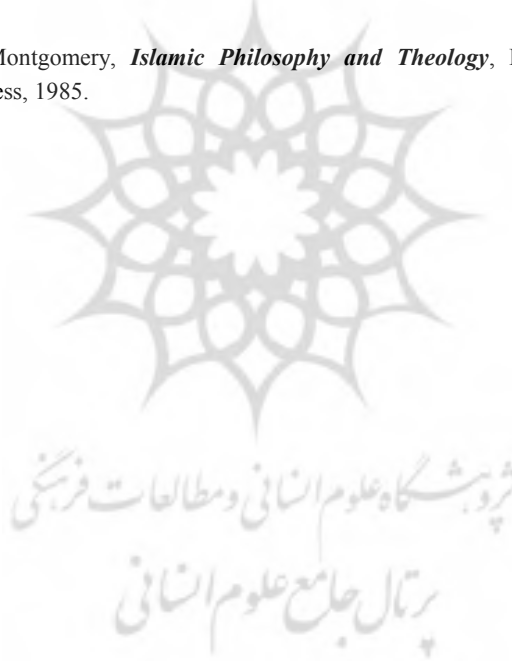 Montgomery, Islamic Philosophy and Theology,
ess, 1985.
پژوهشگاه علوم انسانی و مطالعات فرهنگی
پرتال جامع علوم انسانی